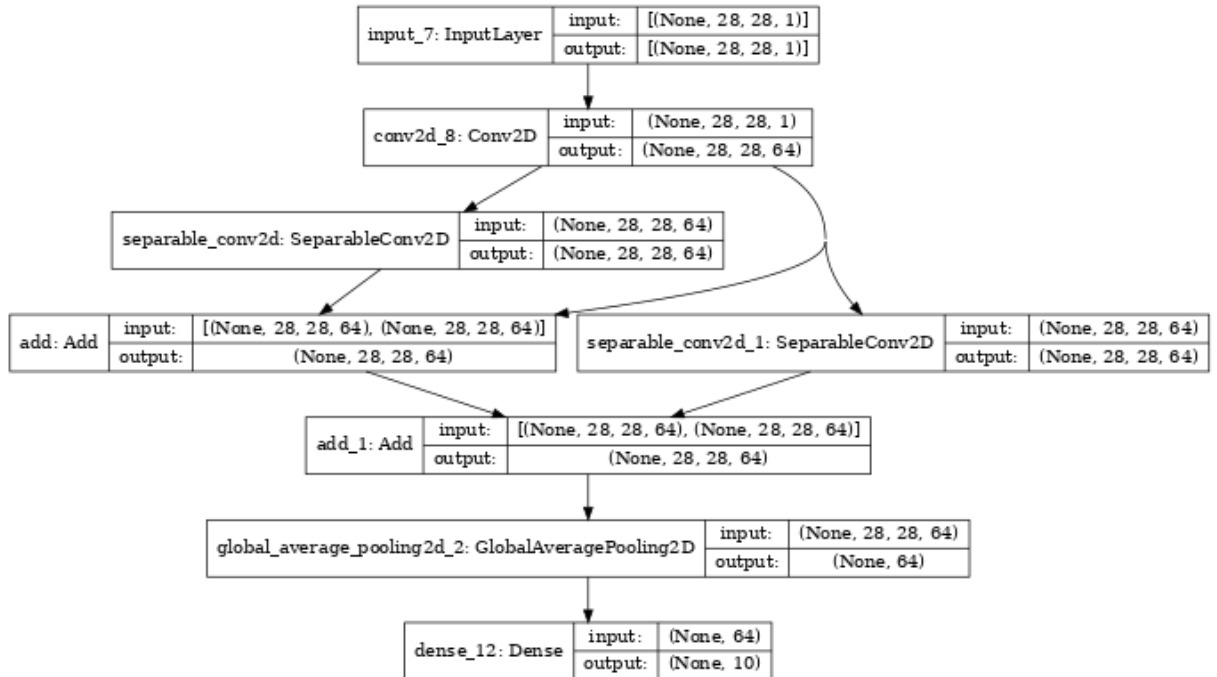 input_7: InputLayer
input: [(None, 28, 28, 1)]
output: [(None, 28, 28, 1)]
conv2d_8: Conv2D
input: (None, 28, 28, 1)
output: (None, 28, 28, 64)
separable_conv2d: SeparableConv2D
input: (None, 28, 28, 64)
output: (None, 28, 28, 64)
add: Add
input: [(None, 28, 28, 64), (None, 28, 28, 64)]
output: (None, 28, 28, 64)
separable_conv2d_1: SeparableConv2D
input: (None, 28, 28, 64)
output: (None, 28, 28, 64)
add_1: Add
input: [(None, 28, 28, 64), (None, 28, 28, 64)]
output: (None, 28, 28, 64)
global_average_pooling2d_2: GlobalAveragePooling2D
input: (None, 28, 28, 64)
output: (None, 64)
dense_12: Dense
input: (None, 64)
output: (None, 10)